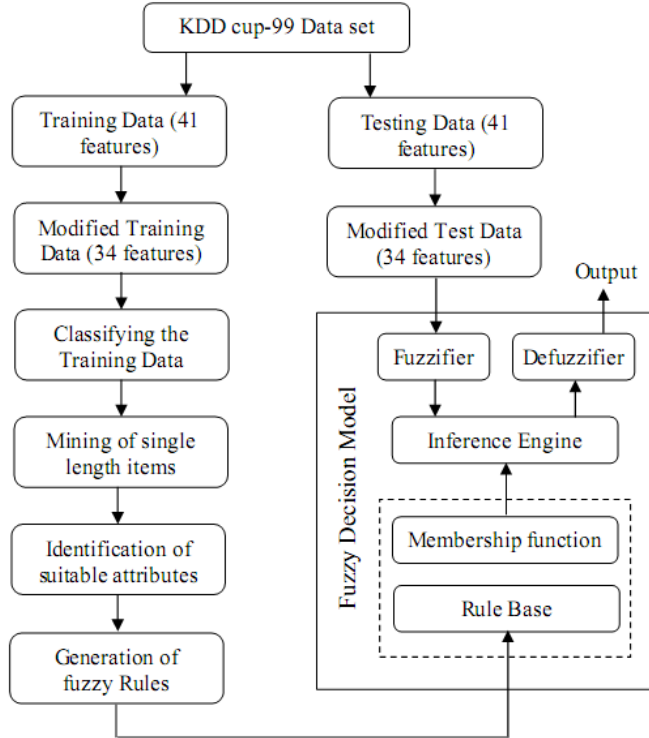 KDD cup-99 Data set
Training Data (41
features)
Testing Data (41
features)
Modified Training
Data (34 features)
Modified Test Data
(34 features)
Output
Classifying the
Training Data
Fuzzifier
Defuzzifier
Mining of single
length items
Inference Engine
Fuzzy Decision Model
Identification of
suitable attributes
Membership function
Rule Base
Generation of
fuzzy Rules